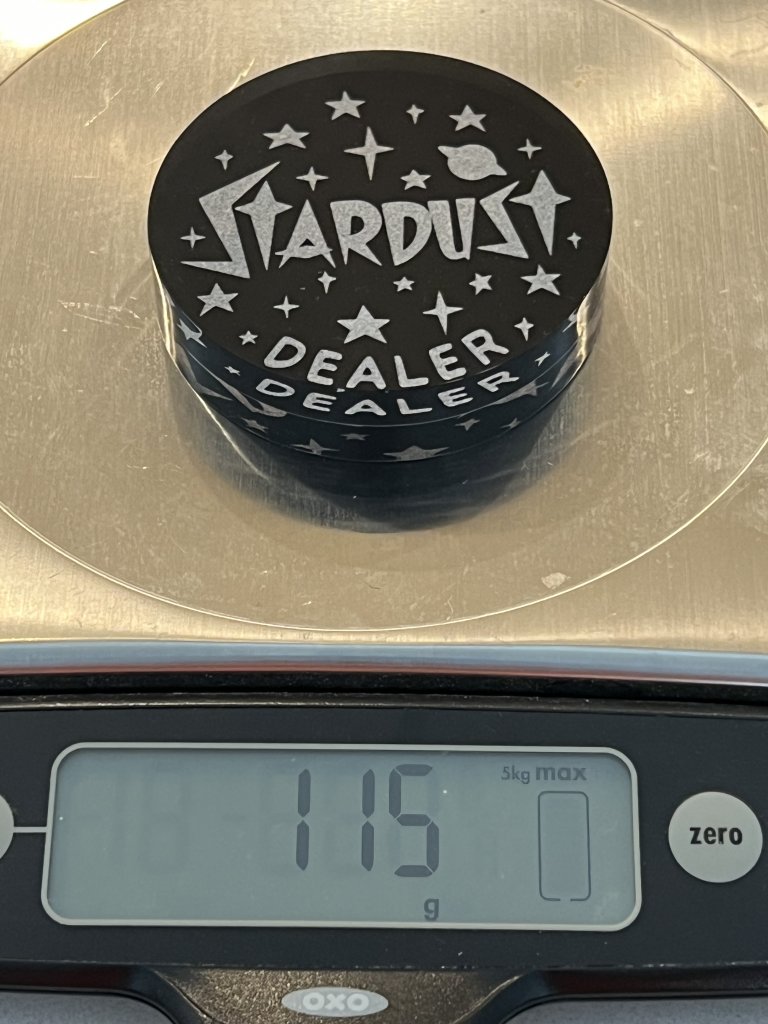 STARDUST
DEALER
DEALER
5kg max
115
g
zero
OXO